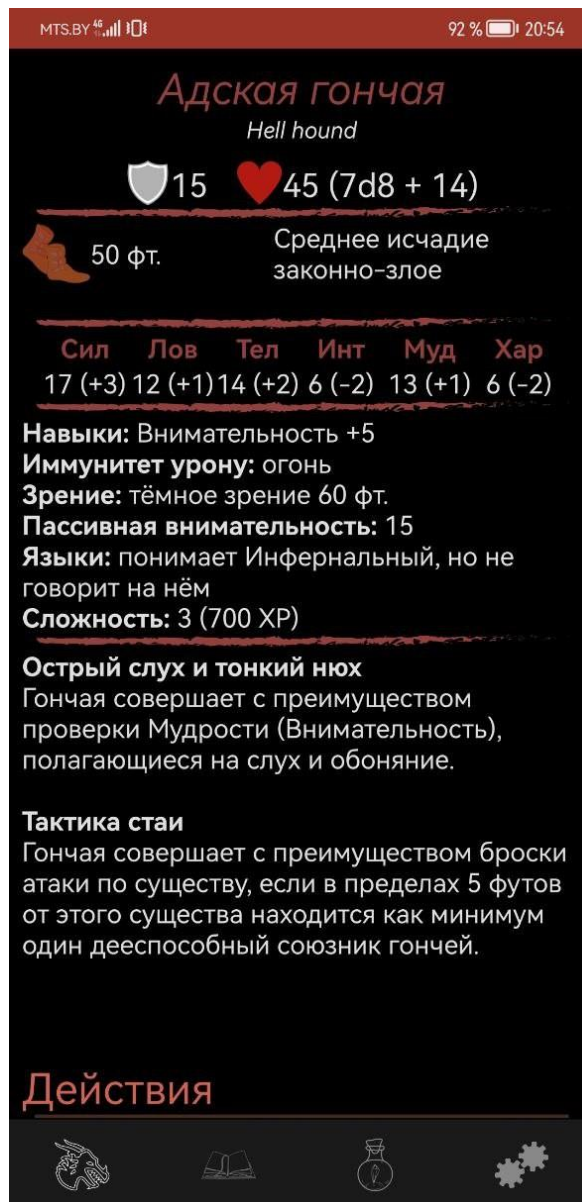 MTS.BY 4G 92 % 20:54
Адская гончая
Hell hound
15 45 (7d8 + 14)
50 фт. Среднее исчадие
законно-злое
Сил Лов Тел Инт Муд Хар
17 (+3) 12 (+1) 14 (+2) 6 (-2) 13 (+1) 6 (-2)
Навыки: Внимательность +5
Иммунитет урону: огонь
Зрение: тёмное зрение 60 фт.
Пассивная внимательность: 15
Языки: понимает Инфернальный, но не
говорит на нём
Сложность: 3 (700 XP)
Острый слух и тонкий нюх
Гончая совершает с преимуществом
проверки Мудрости (Внимательность),
полагающиеся на слух и обоняние.
Тактика стаи
Гончая совершает с преимуществом броски
атаки по существу, если в пределах 5 футов
от этого существа находится как минимум
один дееспособный союзник гончей.
Действия